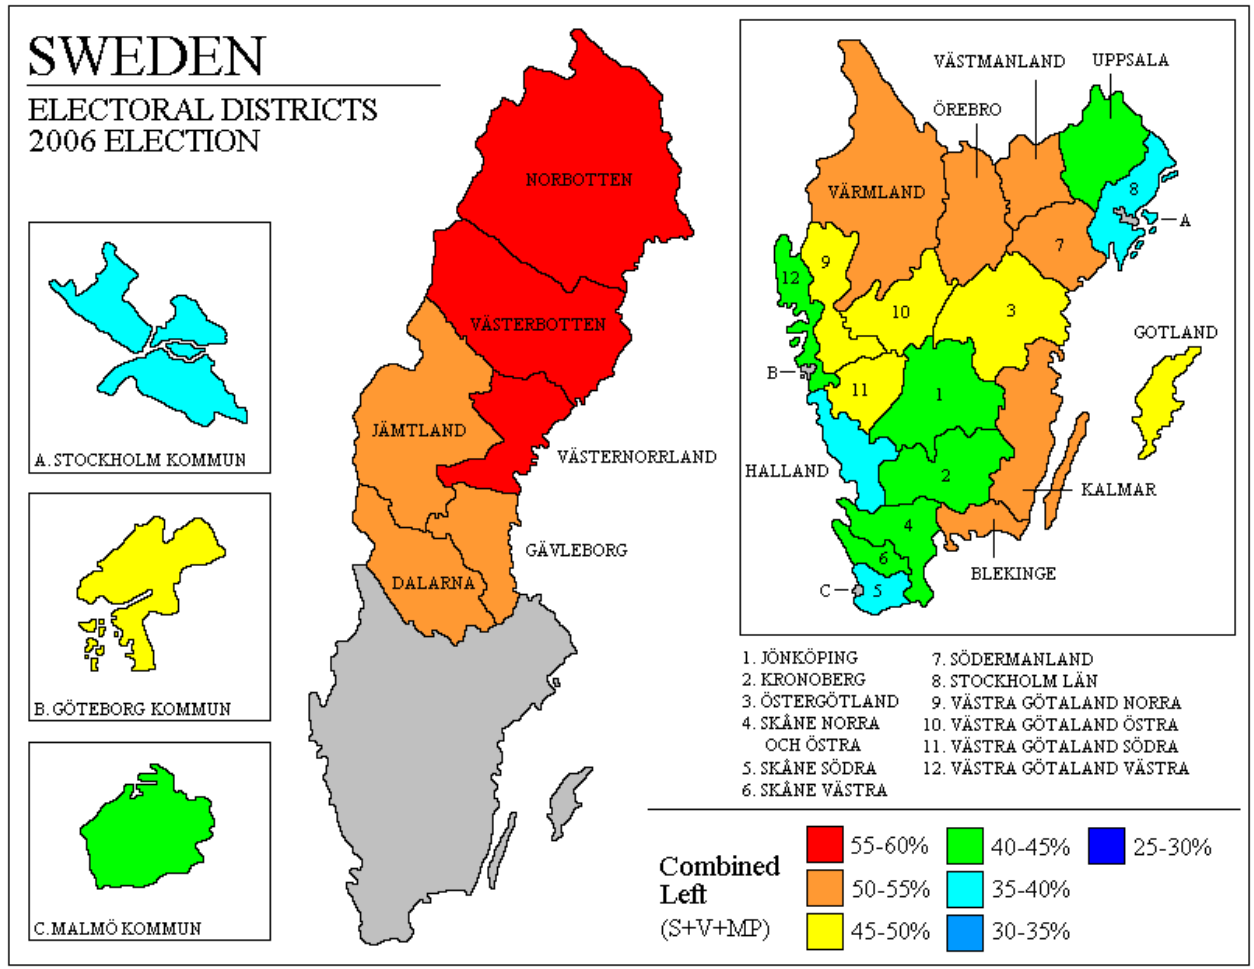 SWEDEN
ELECTORAL DISTRICTS
2006 ELECTION
A. STOCKHOLM KOMMUN
B. GÖTEBORG KOMMUN
C. MALMÖ KOMMUN
NORBOTTEN
VÄSTERBOTTEN
JÄMTLAND
VÄSTERNORRLAND
GÄVLEBORG
DALARNA
VÄSTMANLAND
UPPSALA
ÖREBRO
VÄRMLAND
8
A
7
9
12
10
3
GOTLAND
B
11
1
HALLAND
2
KALMAR
4
6
BLEKINGE
C
5
1. JÖNKÖPING
2. KRONOBERG
3. ÖSTERGÖTLAND
4. SKÅNE NORRA
OCH ÖSTRA
5. SKÅNE SÖDRA
6. SKÅNE VÄSTRA
7. SÖDERMANLAND
8. STOCKHOLM LÄN
9. VÄSTRA GÖTALAND NORRA
10. VÄSTRA GÖTALAND ÖSTRA
11. VÄSTRA GÖTALAND SÖDRA
12. VÄSTRA GÖTALAND VÄSTRA
Combined
Left
(S+V+MP)
55-60%
50-55%
45-50%
40-45%
35-40%
30-35%
25-30%